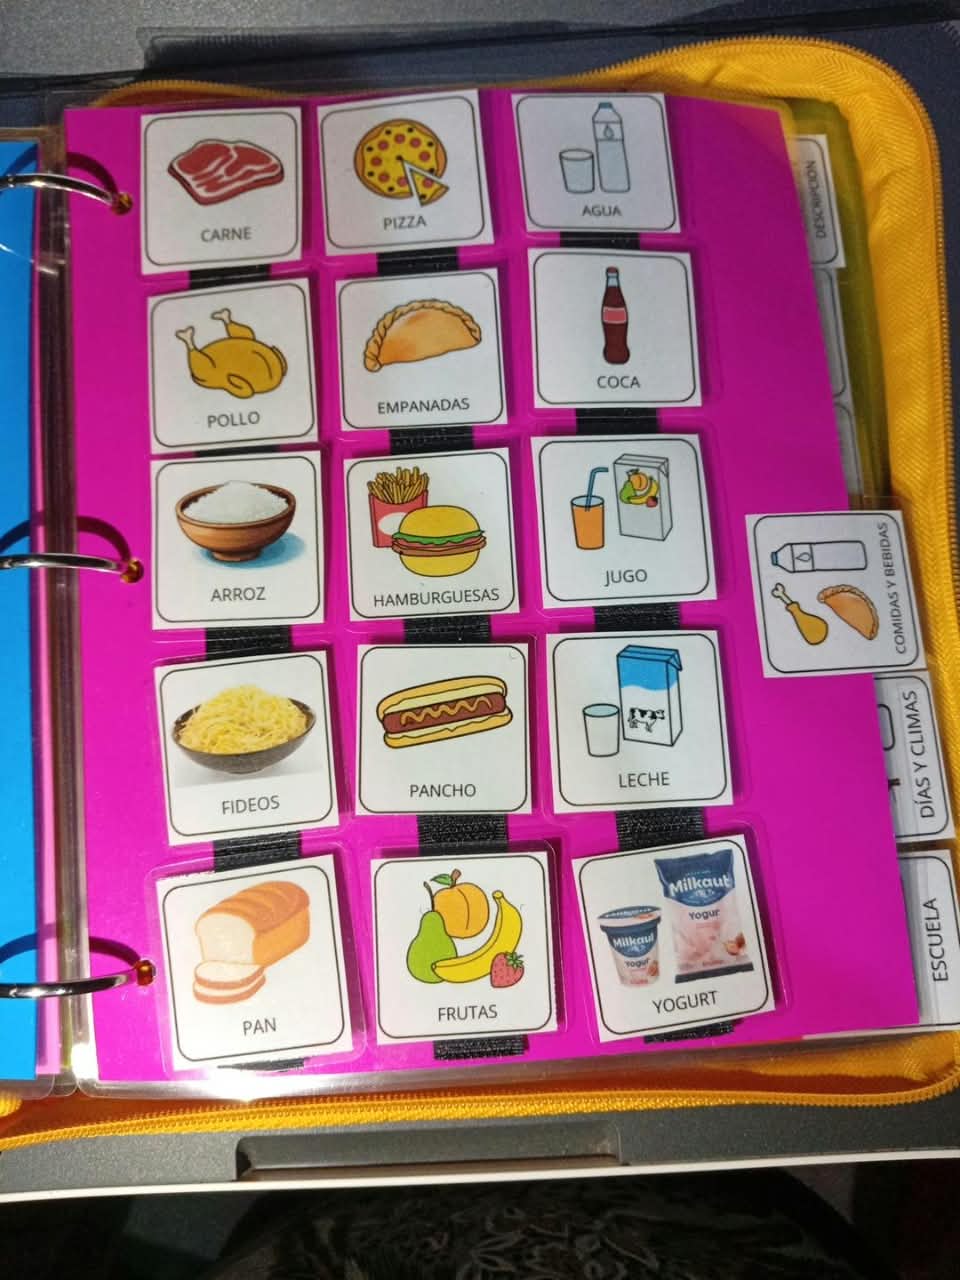 CARNE
PIZZA
AGUA
POLLO
EMPANADAS
COCA
ARROZ
HAMBURGUESAS
JUGO
FIDEOS
PANCHO
LECHE
PAN
FRUTAS
Milkaut
Yogur
Milkaut
Yogur
YOGURT
DESCRIPCIÓN
COMIDAS Y BEBIDAS
DÍAS Y CLIMAS
ESCUELA